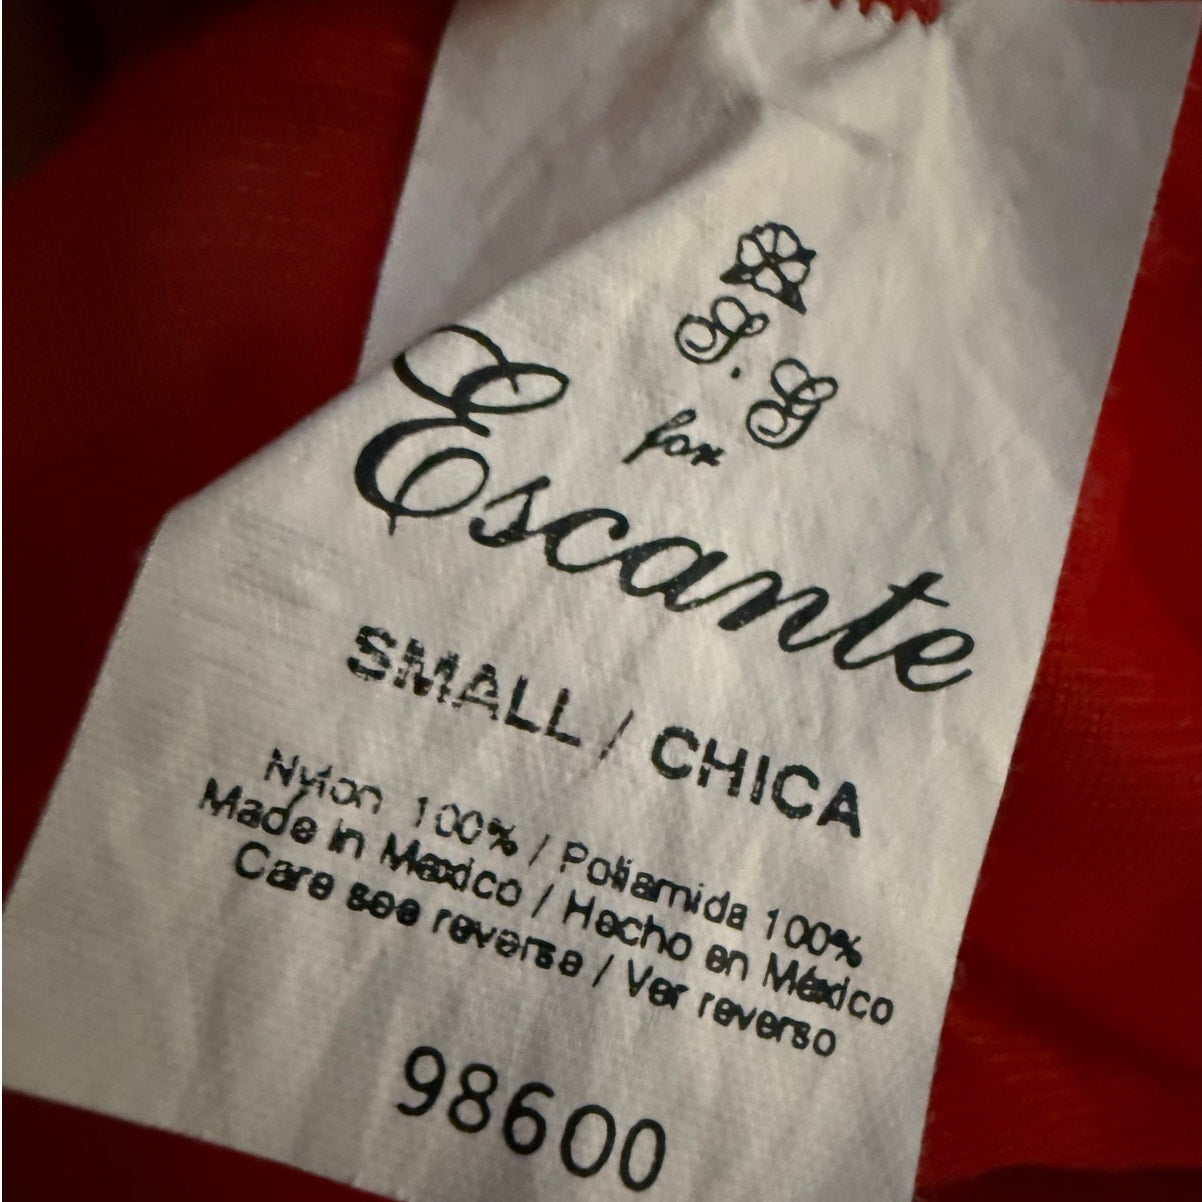 S.G
for
Escante
SMALL / CHICA
Nylon 100% / Poliamida 100%
Made in Mexico / Hecho en México
Care see reverse / Ver reverso
98600